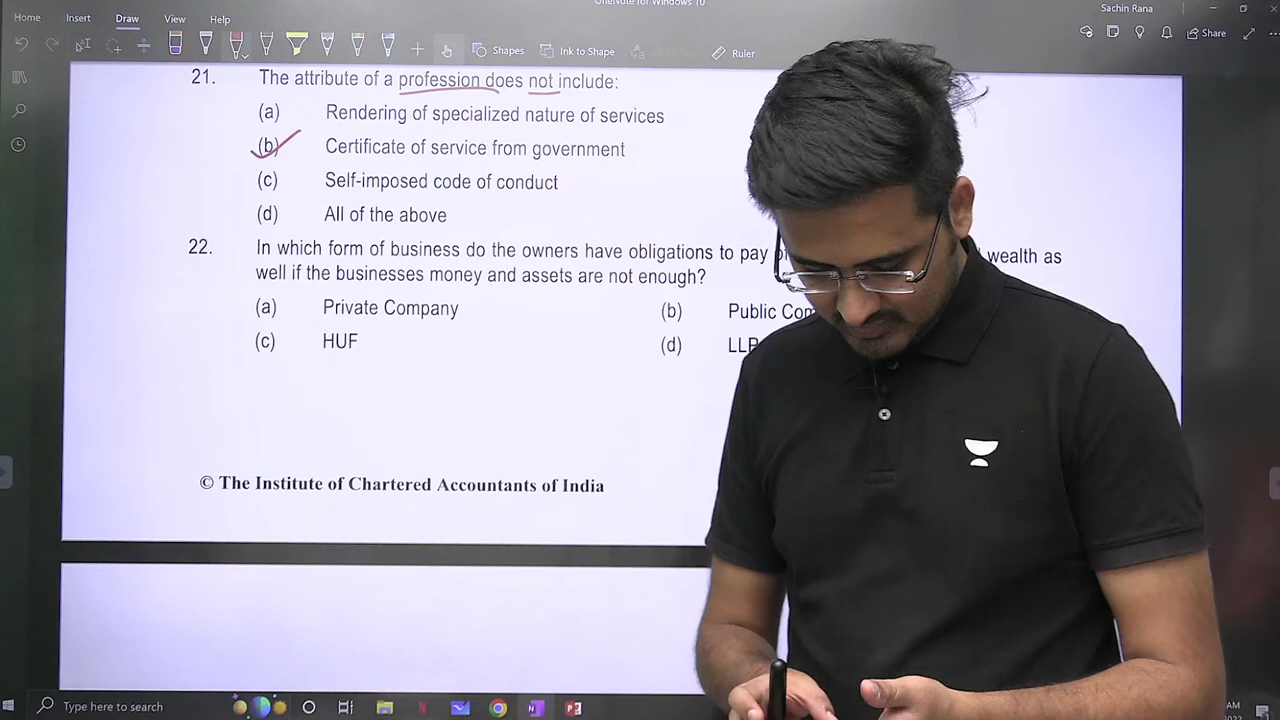 OneNote for Windows 10
Sachin Rana
Home Insert Draw View Help
Shapes Ink to Shape Ruler Share
21. The attribute of a profession does not include:
(a) Rendering of specialized nature of services
(b) Certificate of service from government
(c) Self-imposed code of conduct
(d) All of the above
22. In which form of business do the owners have obligations to pay wealth as
well if the businesses money and assets are not enough?
(a) Private Company (b) Public
(c) HUF (d) LLP
© The Institute of Chartered Accountants of India
Type here to search